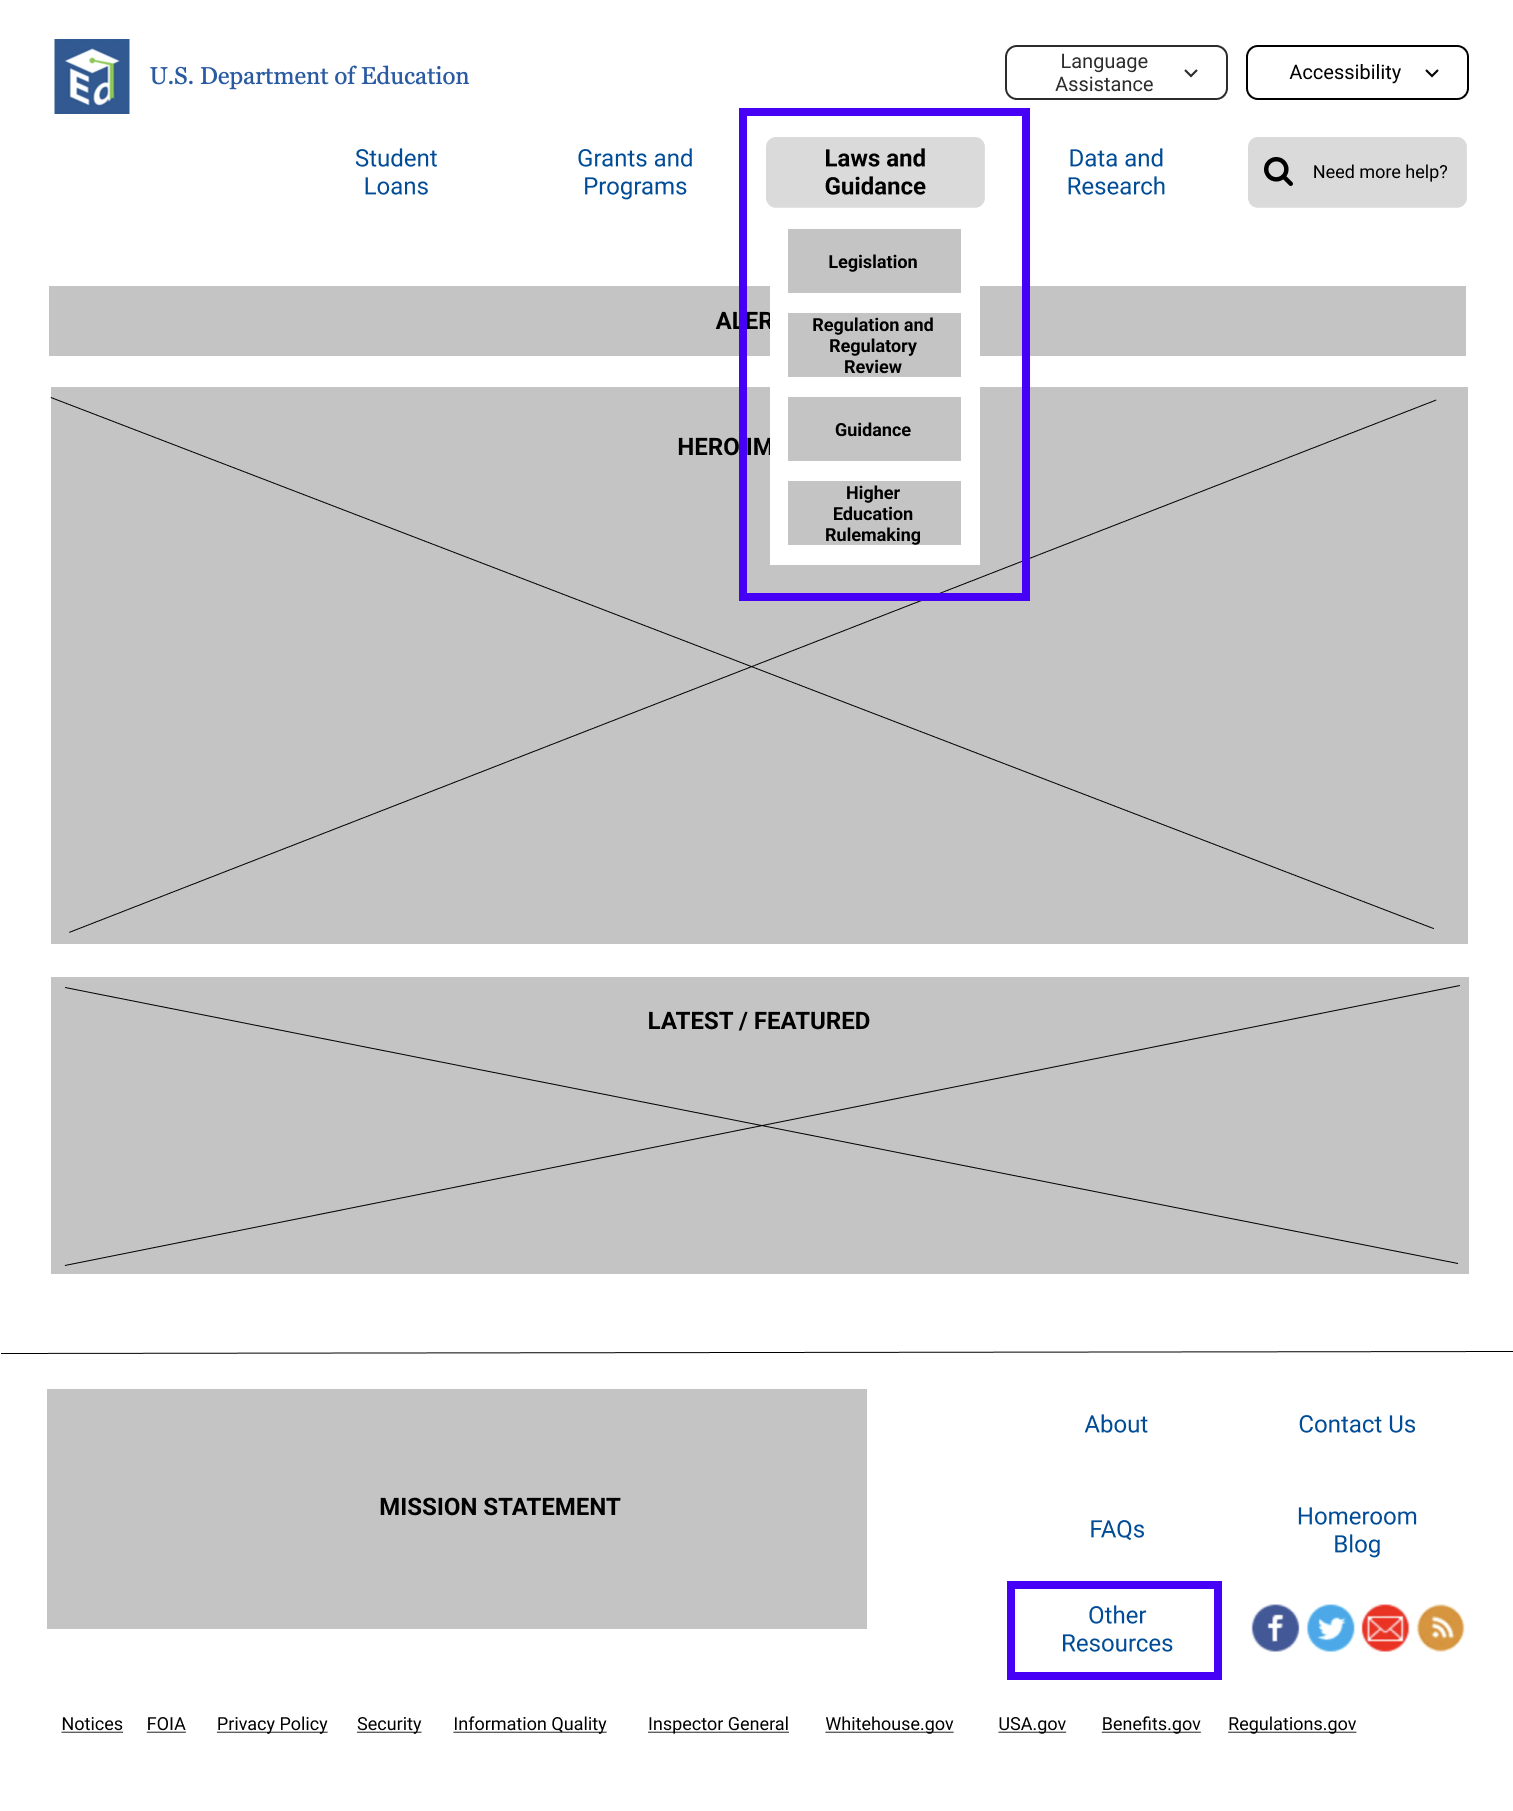 Ed
U.S. Department of Education
Language
Assistance
Accessibility
Student
Loans
Grants and
Programs
Laws and
Guidance
Data and
Research
Need more help?
Legislation
ALER
Regulation and
Regulatory
Review
Guidance
HERO IM
Higher
Education
Rulemaking
LATEST / FEATURED
MISSION STATEMENT
About
Contact Us
FAQs
Homeroom
Blog
Other
Resources
Notices FOIA Privacy Policy Security Information Quality Inspector General Whitehouse.gov USA.gov Benefits.gov Regulations.gov